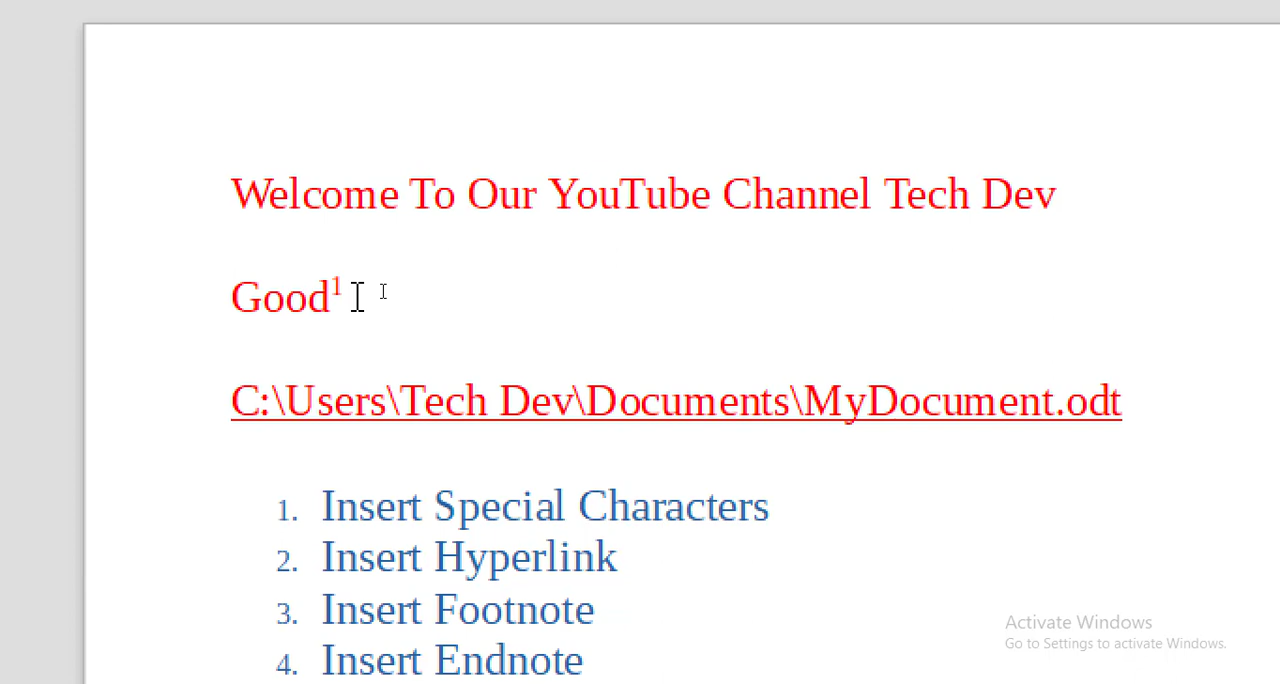 Welcome To Our YouTube Channel Tech Dev
Good¹
C:\Users\Tech Dev\Documents\MyDocument.odt
1. Insert Special Characters
2. Insert Hyperlink
3. Insert Footnote
4. Insert Endnote
Activate Windows
Go to Settings to activate Windows.